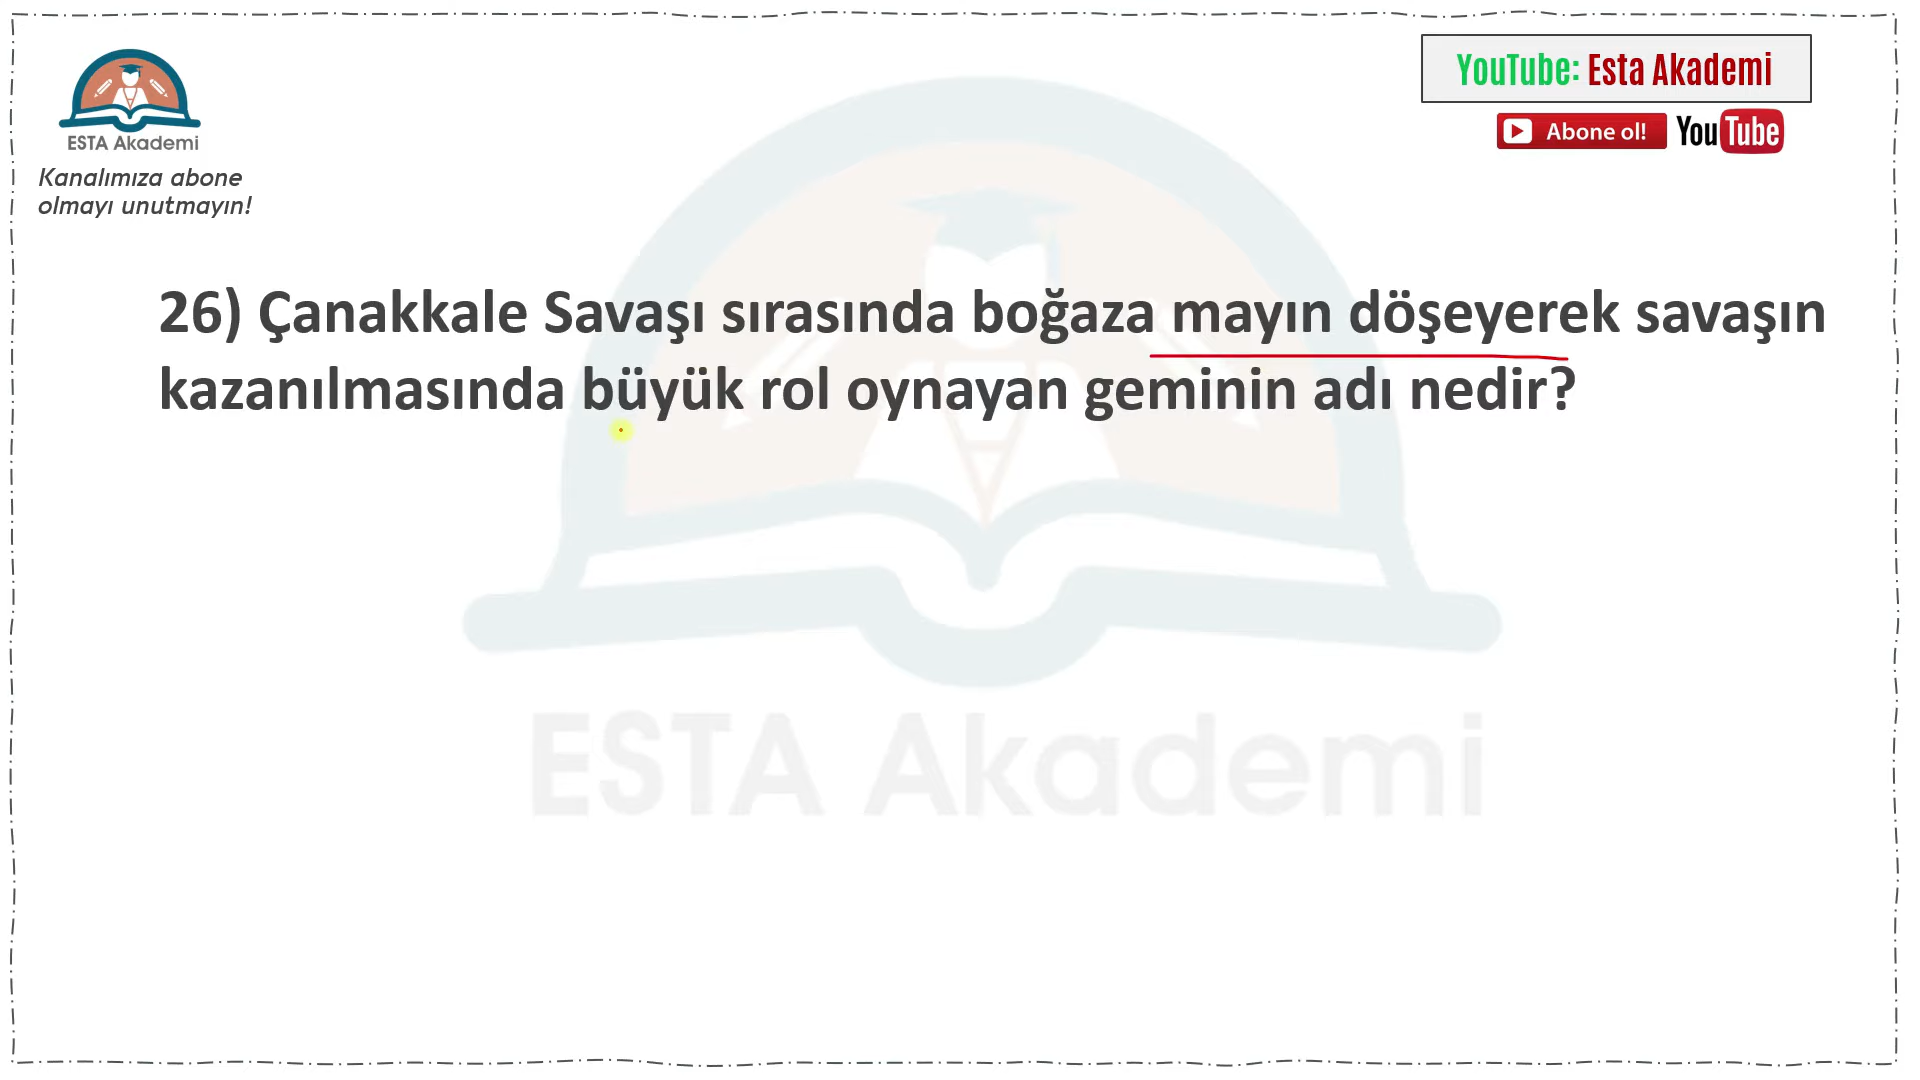 ESTA Akademi
Kanalımıza abone
olmayı unutmayın!
YouTube: Esta Akademi
Abone ol! YouTube
26) Çanakkale Savaşı sırasında boğaza mayın döşeyerek savaşın
kazanılmasında büyük rol oynayan geminin adı nedir?
ESTA Akademi